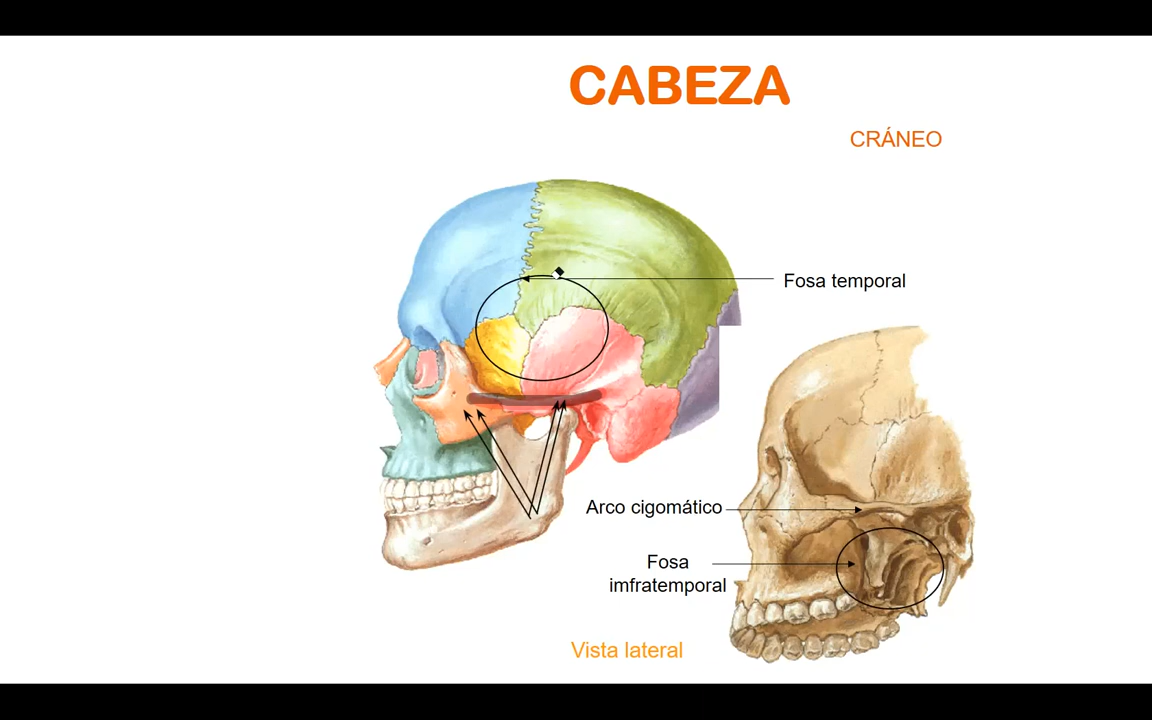 CABEZA
CRÁNEO
Fosa temporal
Arco cigomático
Fosa
imfratemporal
Vista lateral